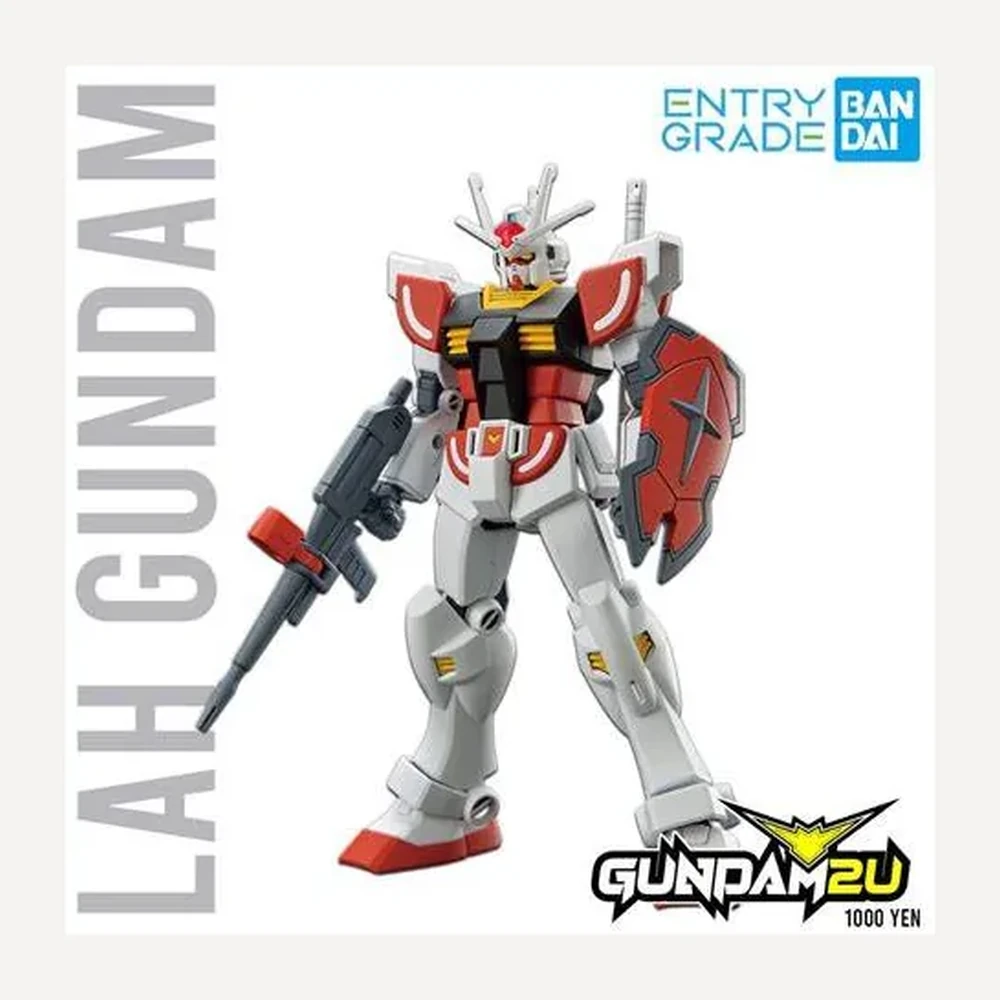 LAH GUNDAM
ENTRY
GRADE
BAN
DAI
GUNDAM2U
1000 YEN